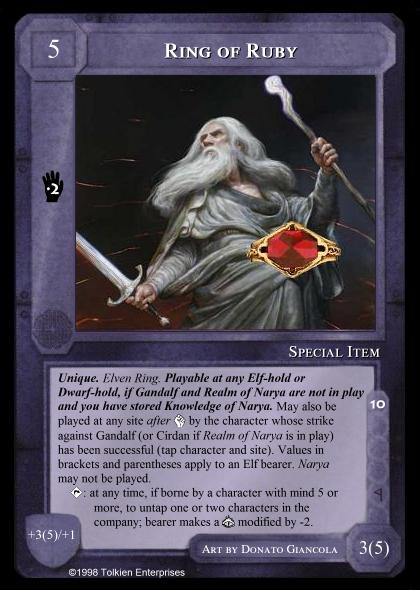 5
RING OF RUBY
-2
SPECIAL ITEM
Unique. Elven Ring. Playable at any Elf-hold or
Dwarf-hold, if Gandalf and Realm of Narya are not in play
and you have stored Knowledge of Narya. May also be
played at any site after by the character whose strike
against Gandalf (or Cirdan if Realm of Narya is in play)
has been successful (tap character and site). Values in
brackets and parentheses apply to an Elf bearer. Narya
may not be played.
: at any time, if borne by a character with mind 5 or
more, to untap one or two characters in the
company; bearer makes a modified by -2.
10
+3(5)/+1
ART BY DONATO GIANCOLA
3(5)
©1998 Tolkien Enterprises